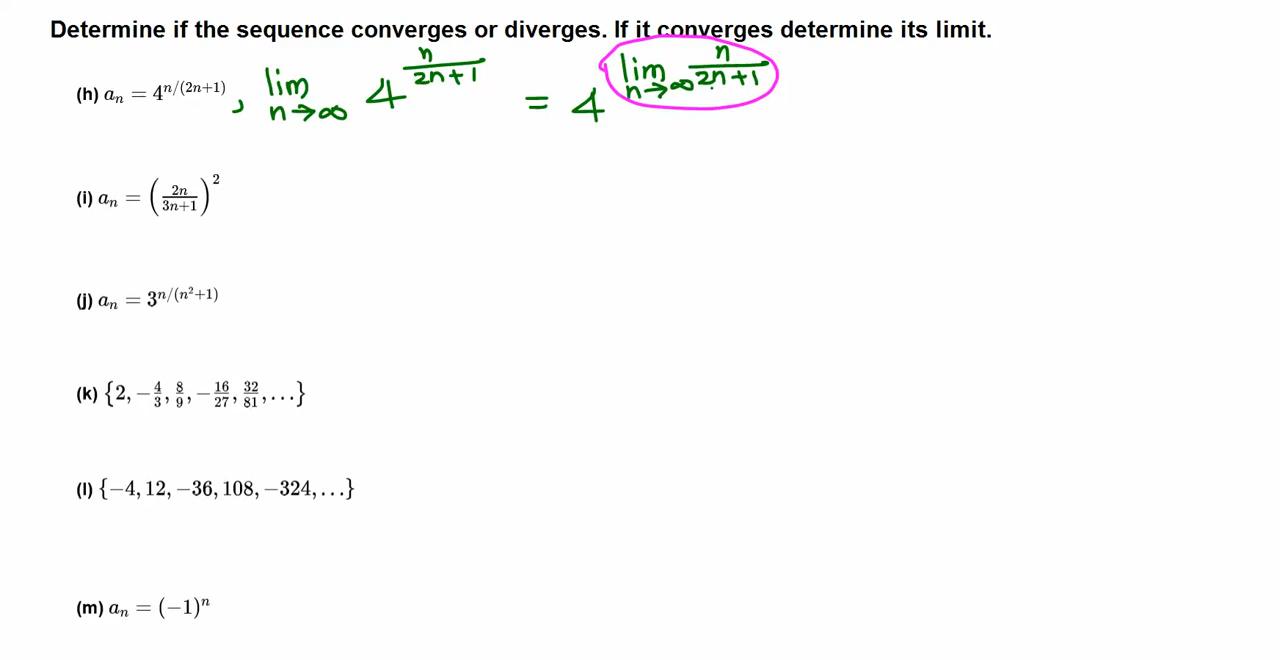 Determine if the sequence converges or diverges. If it converges determine its limit.
(h) aₙ = 4^{n/(2n+1)} , lim_{n→∞} 4^{n/(2n+1)} = 4^{lim_{n→∞} n/(2n+1)}
(i) aₙ = (2n/(3n+1))²
(j) aₙ = 3^{n/(n²+1)}
(k) {2, −4/3, 8/9, −16/27, 32/81, …}
(l) {−4, 12, −36, 108, −324, …}
(m) aₙ = (−1)ⁿ